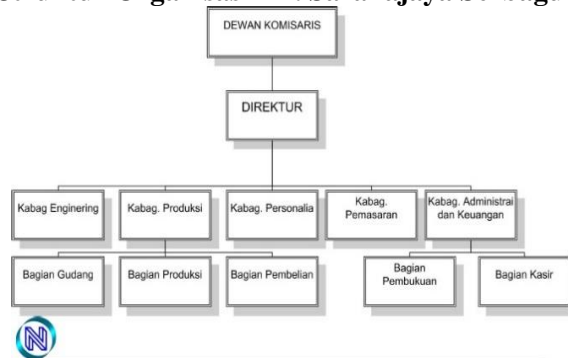 DEWAN KOMISARIS
DIREKTUR
Kabag Enginering
Kabag. Produksi
Kabag. Personalia
Kabag.
Pemasaran
Kabag. Administrai
dan Keuangan
Bagian Gudang
Bagian Produksi
Bagian Pembelian
Bagian
Pembukuan
Bagian Kasir
N